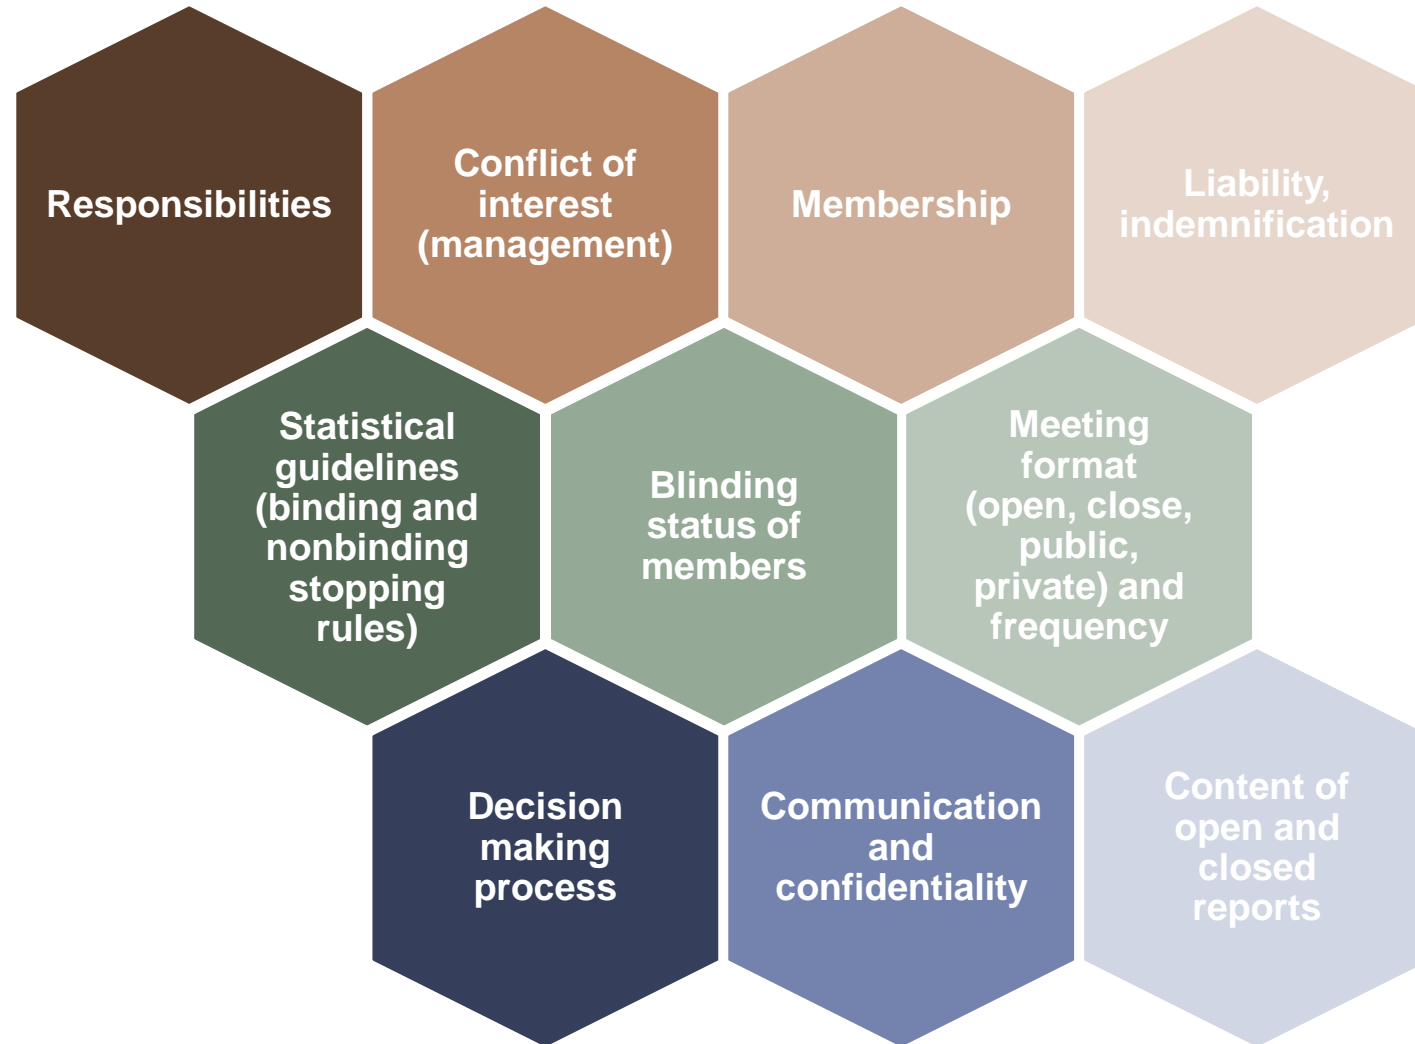 Responsibilities
Conflict of
interest
(management)
Membership
Liability,
indemnification
Statistical
guidelines
(binding and
nonbinding
stopping
rules)
Blinding
status of
members
Meeting
format
(open, close,
public,
private) and
frequency
Decision
making
process
Communication
and
confidentiality
Content of
open and
closed
reports